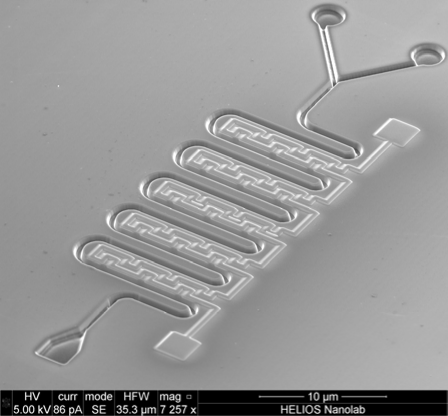 HV curr mode HFW mag □ 10 μm
5.00 kV 86 pA SE 35.3 μm 7 257 x HELIOS Nanolab